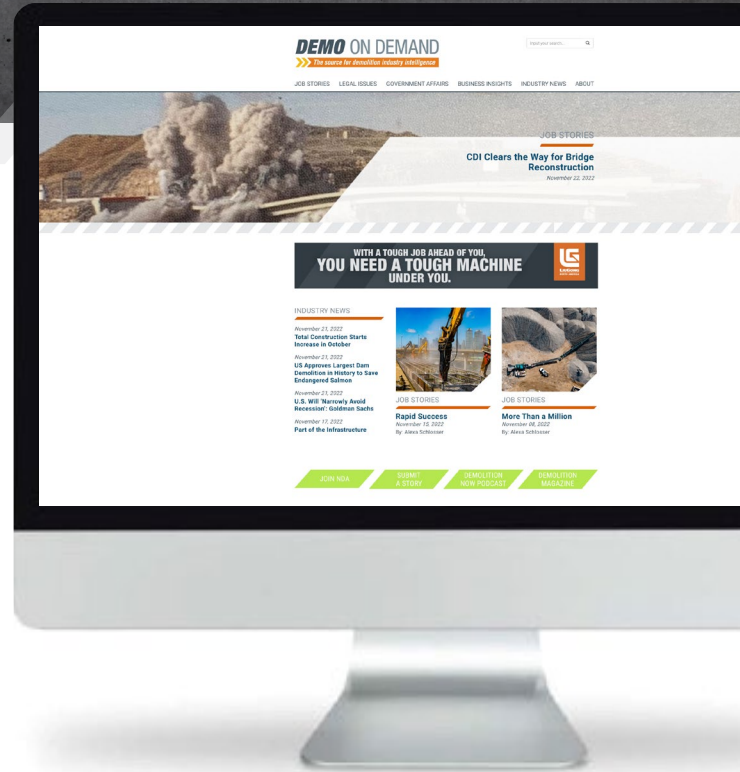 DEMO ON DEMAND
The source for demolition industry intelligence
JOB STORIES LEGAL ISSUES GOVERNMENT AFFAIRS BUSINESS INSIGHTS INDUSTRY NEWS ABOUT
JOB STORIES
CDI Clears the Way for Bridge
Reconstruction
November 22, 2022
WITH A TOUGH JOB AHEAD OF YOU,
YOU NEED A TOUGH MACHINE
UNDER YOU.
INDUSTRY NEWS
November 21, 2022
Total Construction Starts
Increase in October
November 21, 2022
US Approves Largest Dam
Demolition in History to Save
Endangered Salmon
November 21, 2022
U.S. Will 'Narrowly Avoid
Recession': Goldman Sachs
November 17, 2022
Part of the Infrastructure
JOB STORIES
Rapid Success
November 15, 2022
By: Alexa Schlosser
JOB STORIES
More Than a Million
November 08, 2022
By: Alexa Schlosser
JOIN NDA
SUBMIT
A STORY
DEMOLITION
NOW PODCAST
DEMOLITION
MAGAZINE